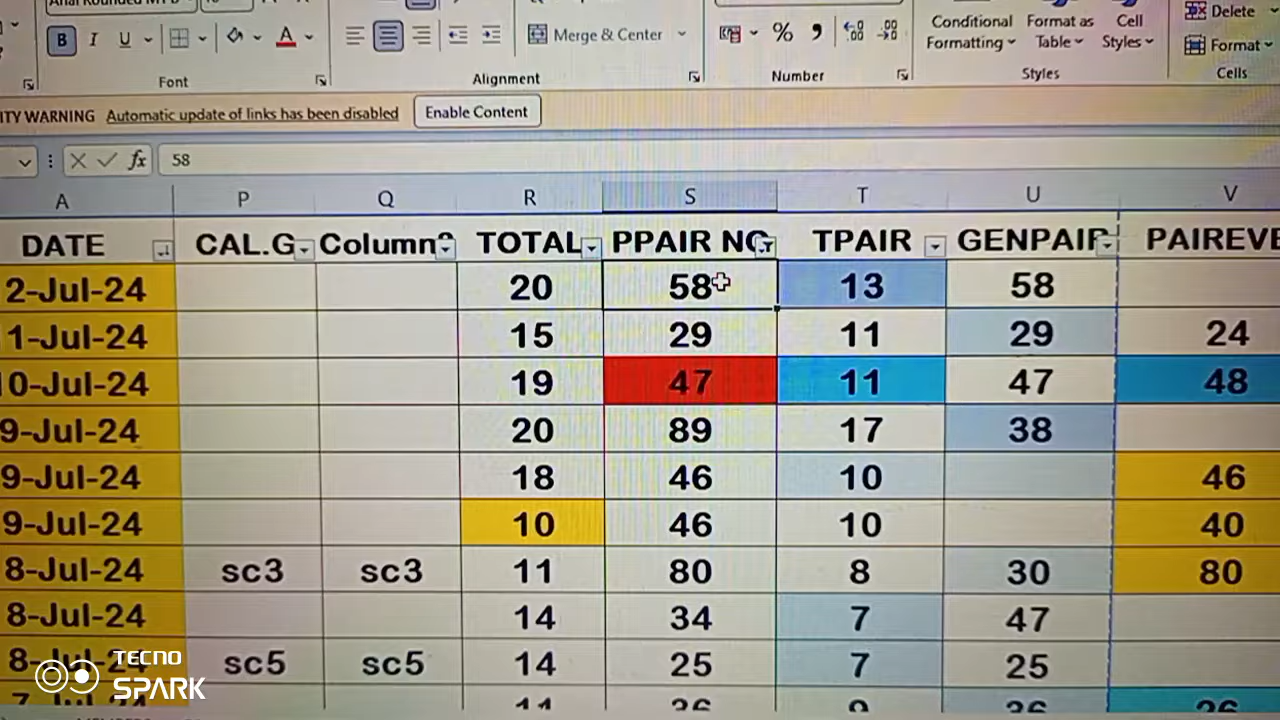 B I U A Merge & Center % Conditional Formatting Format as Table Cell Styles Delete Format
Font Alignment Number Styles Cells
ITY WARNING Automatic update of links has been disabled Enable Content
fx 58
A P Q R S T U V
DATE CAL.G Column TOTAL PPAIR NO TPAIR GENPAIR PAIREVE
2-Jul-24 20 58 13 58
1-Jul-24 15 29 11 29 24
0-Jul-24 19 47 11 47 48
9-Jul-24 20 89 17 38
9-Jul-24 18 46 10 46
9-Jul-24 10 46 10 40
8-Jul-24 sc3 sc3 11 80 8 30 80
8-Jul-24 14 34 7 47
8-Jul-24 sc5 sc5 14 25 7 25
TECNO
SPARK